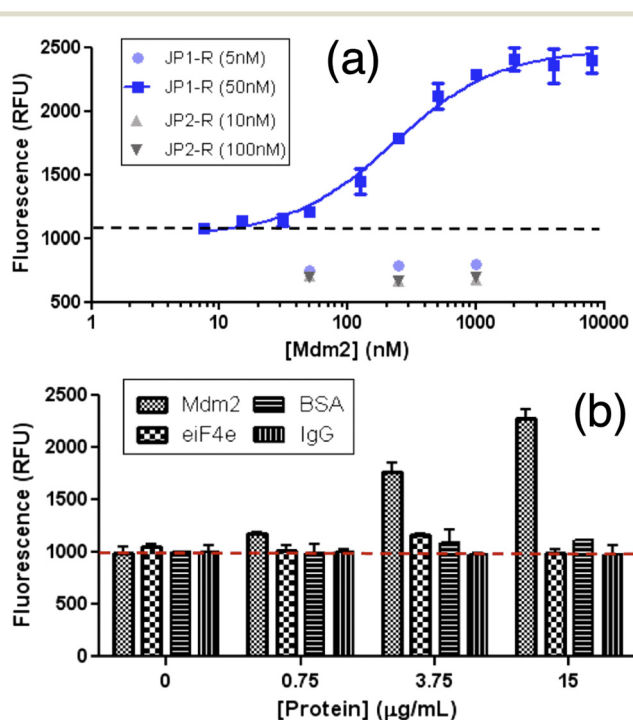 (a)
JP1-R (5nM)
JP1-R (50nM)
JP2-R (10nM)
JP2-R (100nM)
Fluorescence (RFU)
2500
2000
1500
1000
500
1 10 100 1000 10000
[Mdm2] (nM)
(b)
Mdm2 BSA
eiF4e IgG
Fluorescence (RFU)
2500
2000
1500
1000
500
0
0 0.75 3.75 15
[Protein] (μg/mL)